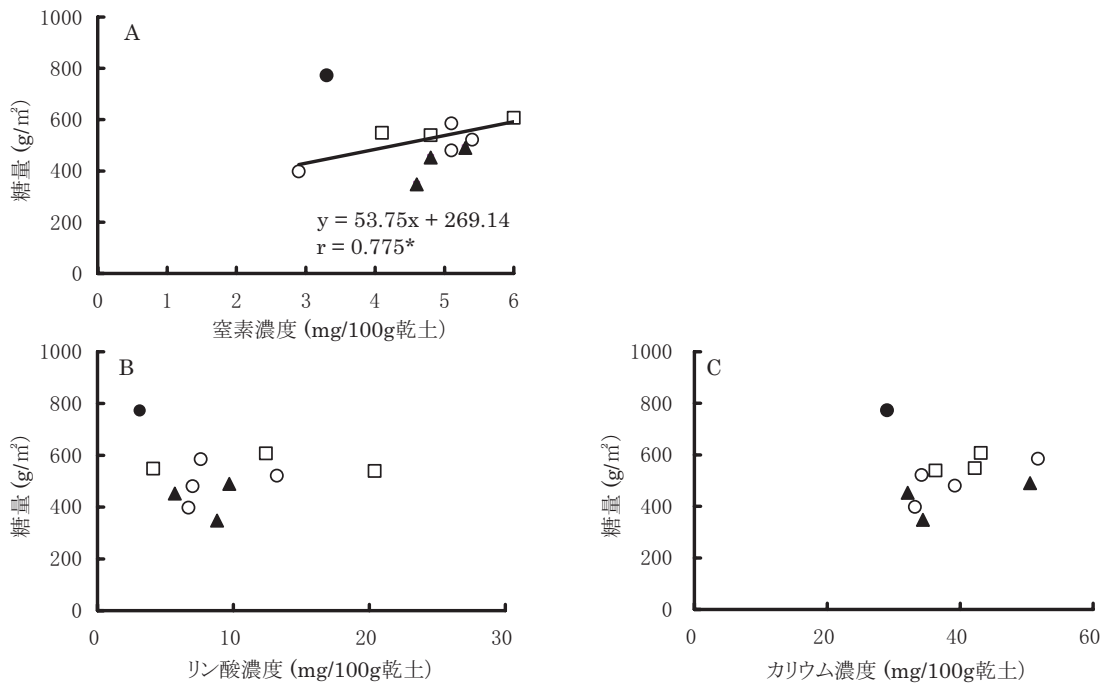 A
1000
800
600
400
200
0
糖量 (g/㎡)
y = 53.75x + 269.14
r = 0.775*
0 1 2 3 4 5 6
窒素濃度 (mg/100g乾土)
B
1000
800
600
400
200
0
糖量 (g/㎡)
0 10 20 30
リン酸濃度 (mg/100g乾土)
C
1000
800
600
400
200
0
糖量 (g/㎡)
0 20 40 60
カリウム濃度 (mg/100g乾土)